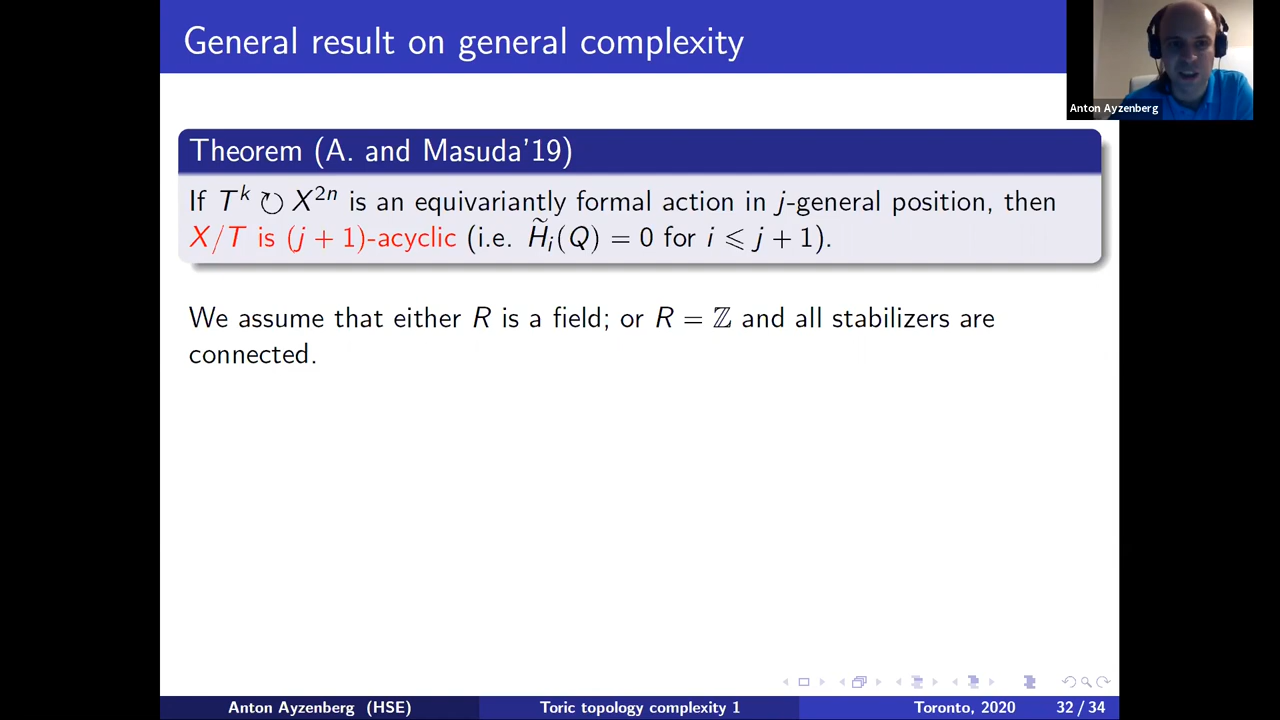 General result on general complexity
Anton Ayzenberg
Theorem (A. and Masuda'19)
If T^k ↻ X^{2n} is an equivariantly formal action in j-general position, then
X/T is (j + 1)-acyclic (i.e. H̃_i(Q) = 0 for i ⩽ j + 1).
We assume that either R is a field; or R = ℤ and all stabilizers are
connected.
Anton Ayzenberg (HSE) Toric topology complexity 1 Toronto, 2020 32 / 34